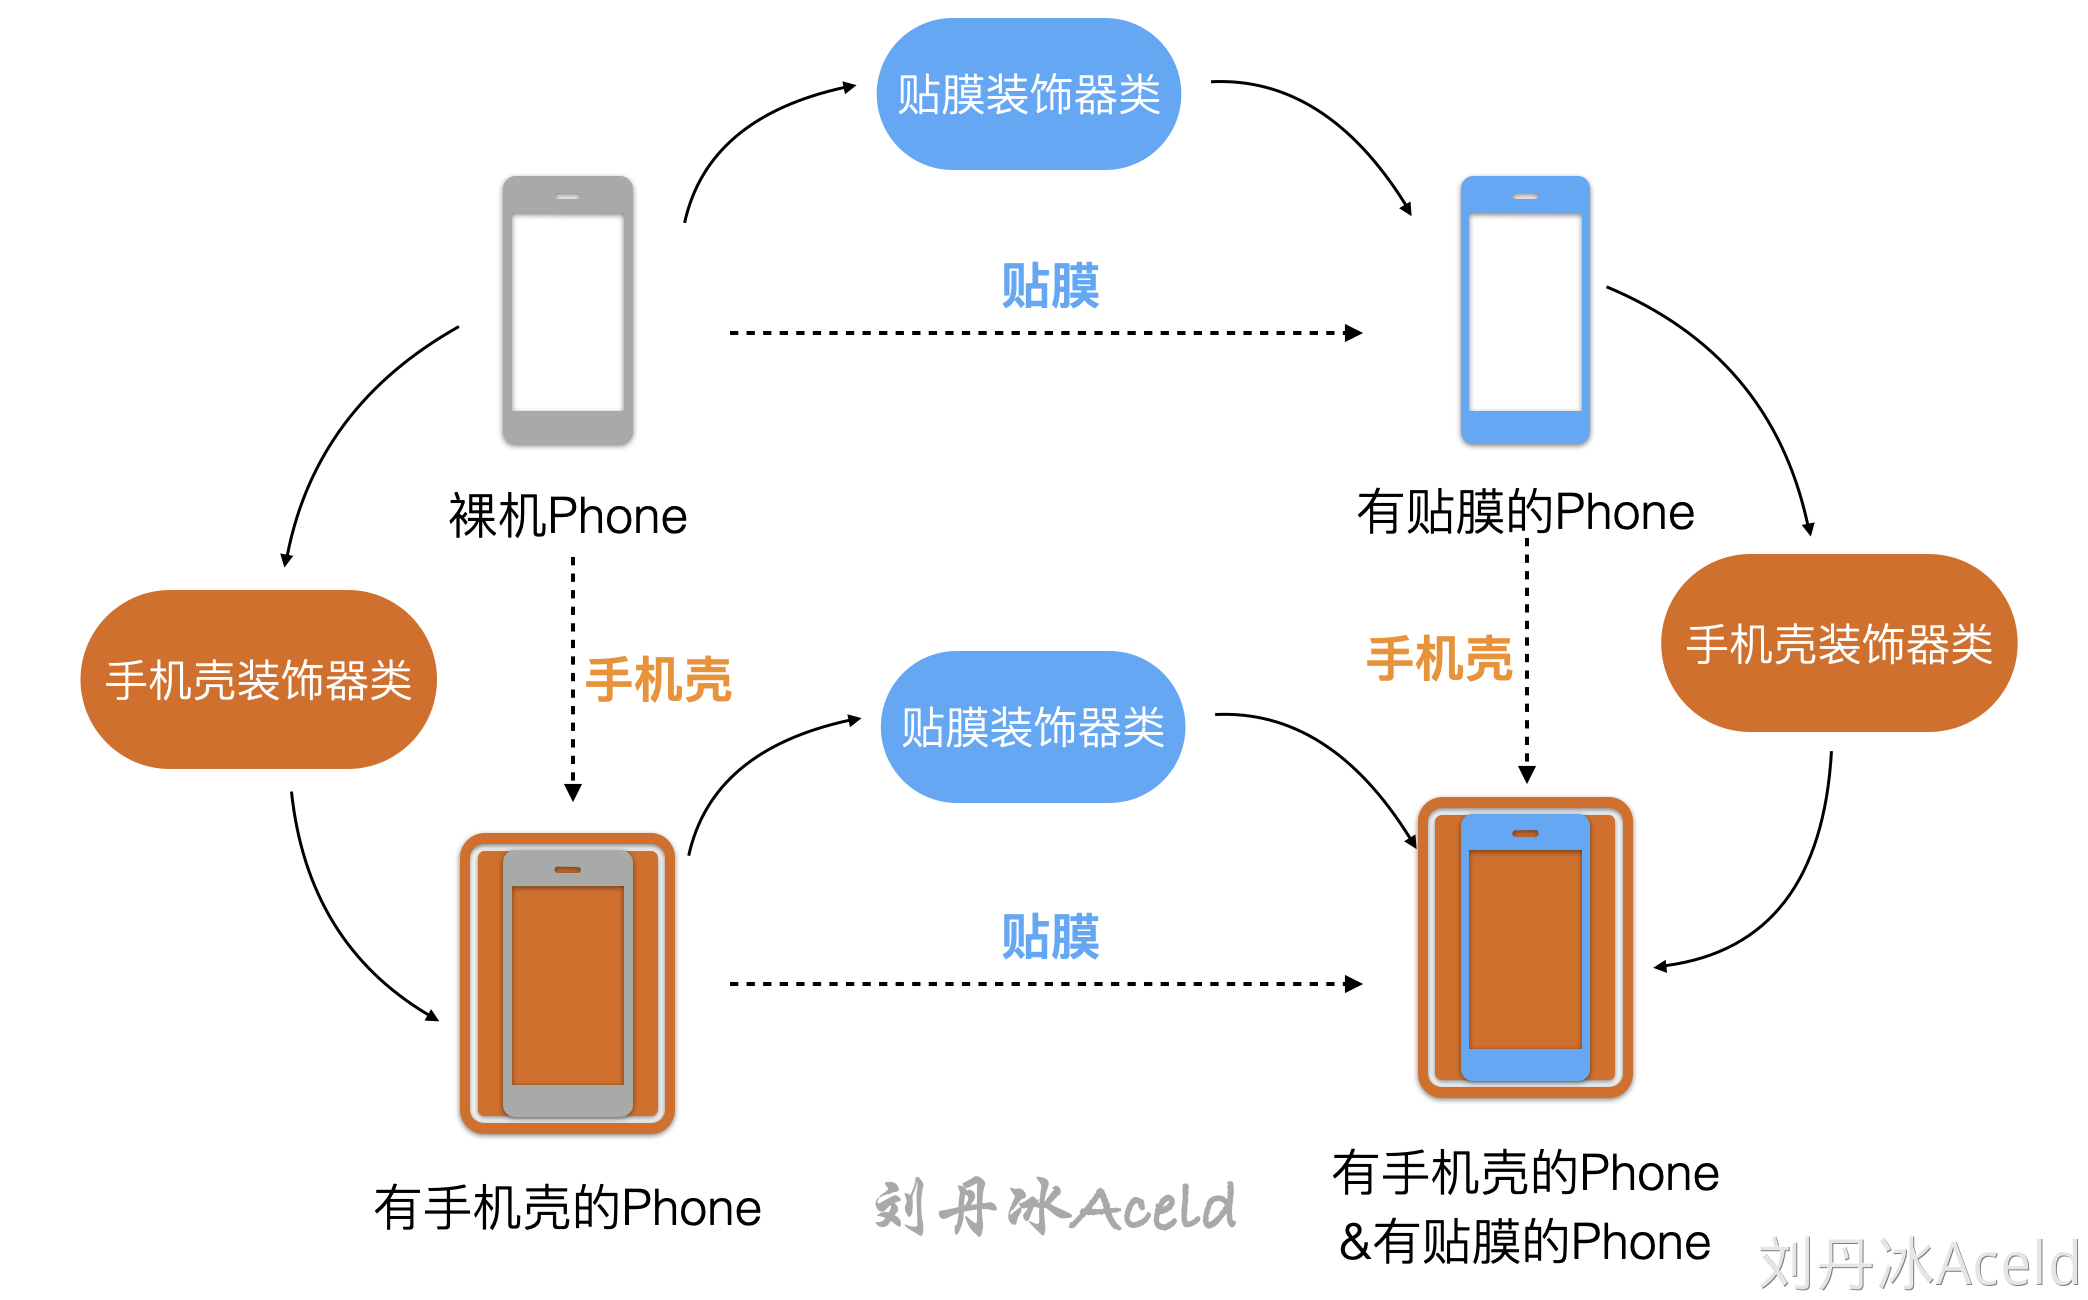 贴膜装饰器类
贴膜
裸机Phone
有贴膜的Phone
手机壳装饰器类
手机壳
手机壳
手机壳装饰器类
贴膜装饰器类
贴膜
有手机壳的Phone
有手机壳的Phone
&有贴膜的Phone
刘丹冰Aceld
刘丹冰Aceld